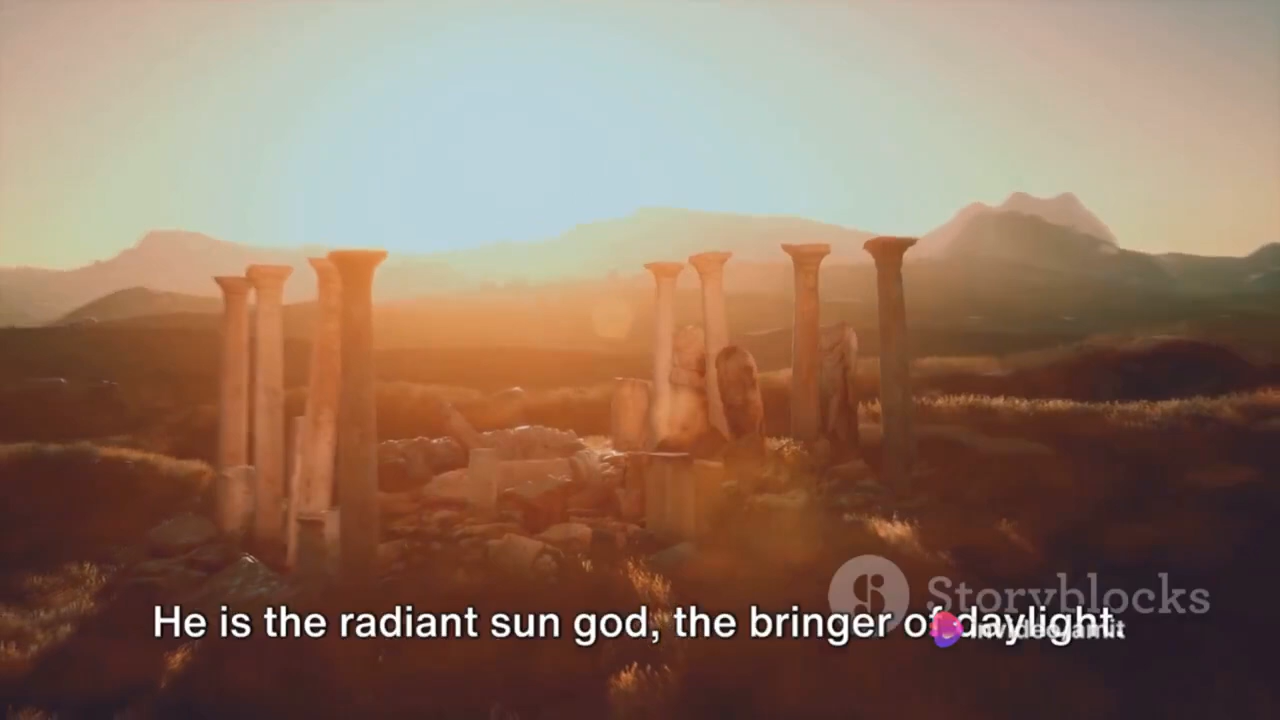 Storyblocks
He is the radiant sun god, the bringer of daylight.